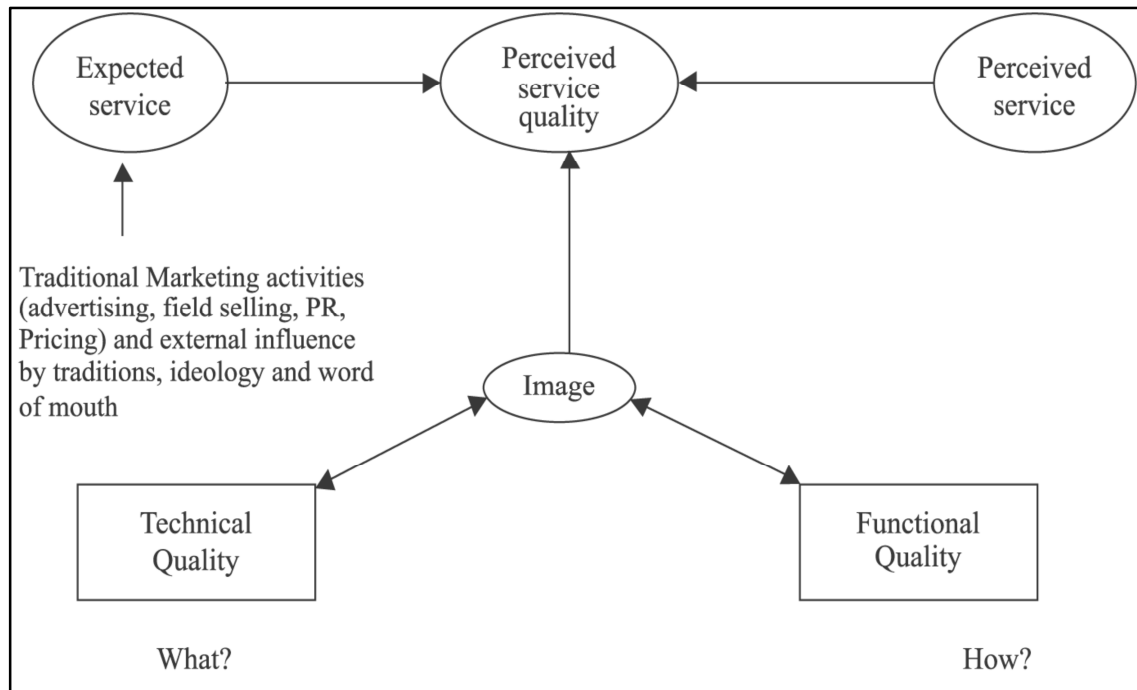 Expected
service
Perceived
service
quality
Perceived
service
Traditional Marketing activities
(advertising, field selling, PR,
Pricing) and external influence
by traditions, ideology and word
of mouth
Image
Technical
Quality
Functional
Quality
What?
How?